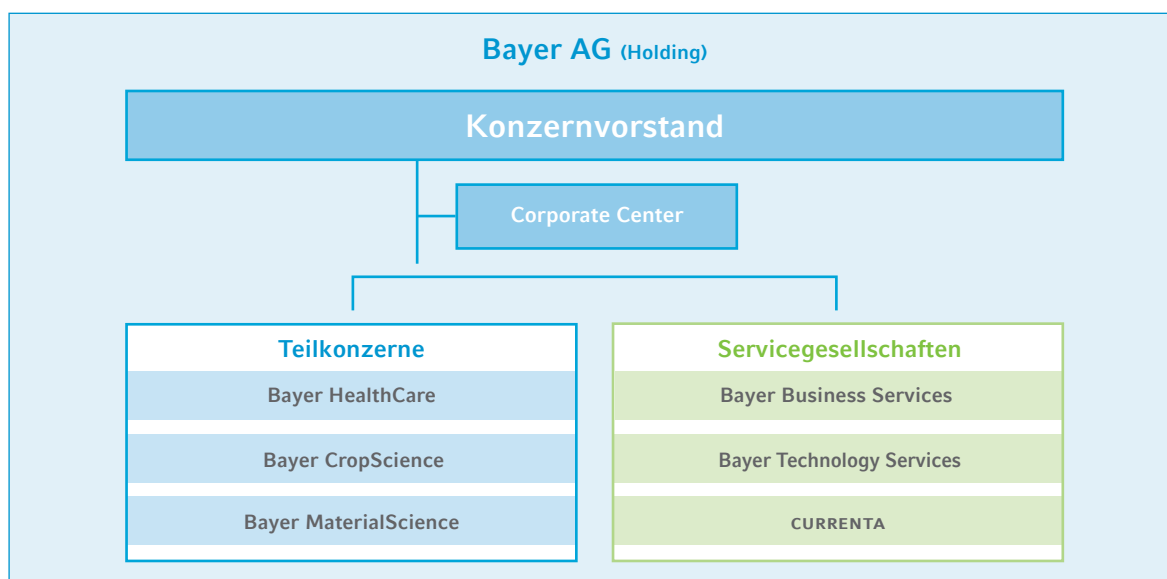 Bayer AG (Holding)
Konzernvorstand
Corporate Center
Teilkonzerne
Bayer HealthCare
Bayer CropScience
Bayer MaterialScience
Servicegesellschaften
Bayer Business Services
Bayer Technology Services
CURRENTA